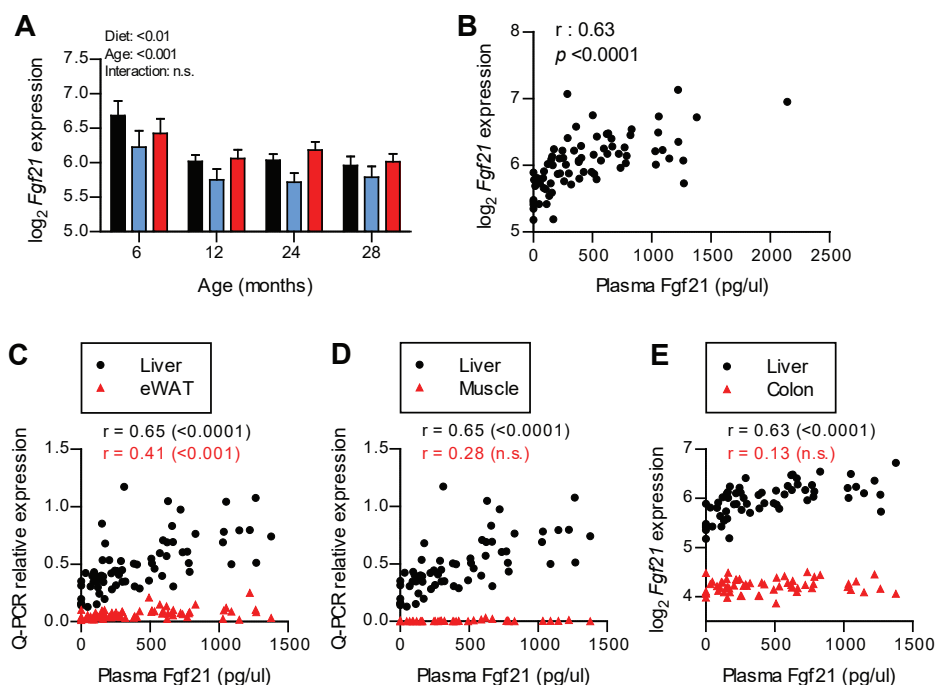 A
Diet: <0.01
Age: <0.001
Interaction: n.s.
log2 Fgf21 expression
7.5
7.0
6.5
6.0
5.5
5.0
6 12 24 28
Age (months)
B
r : 0.63
p <0.0001
log2 Fgf21 expression
8
7
6
5
0 500 1000 1500 2000 2500
Plasma Fgf21 (pg/ul)
C
Liver
eWAT
r = 0.65 (<0.0001)
r = 0.41 (<0.001)
Q-PCR relative expression
1.5
1.0
0.5
0.0
0 500 1000 1500
Plasma Fgf21 (pg/ul)
D
Liver
Muscle
r = 0.65 (<0.0001)
r = 0.28 (n.s.)
Q-PCR relative expression
1.5
1.0
0.5
0.0
0 500 1000 1500
Plasma Fgf21 (pg/ul)
E
Liver
Colon
r = 0.63 (<0.0001)
r = 0.13 (n.s.)
log2 Fgf21 expression
7
6
5
4
0 500 1000 1500
Plasma Fgf21 (pg/ul)